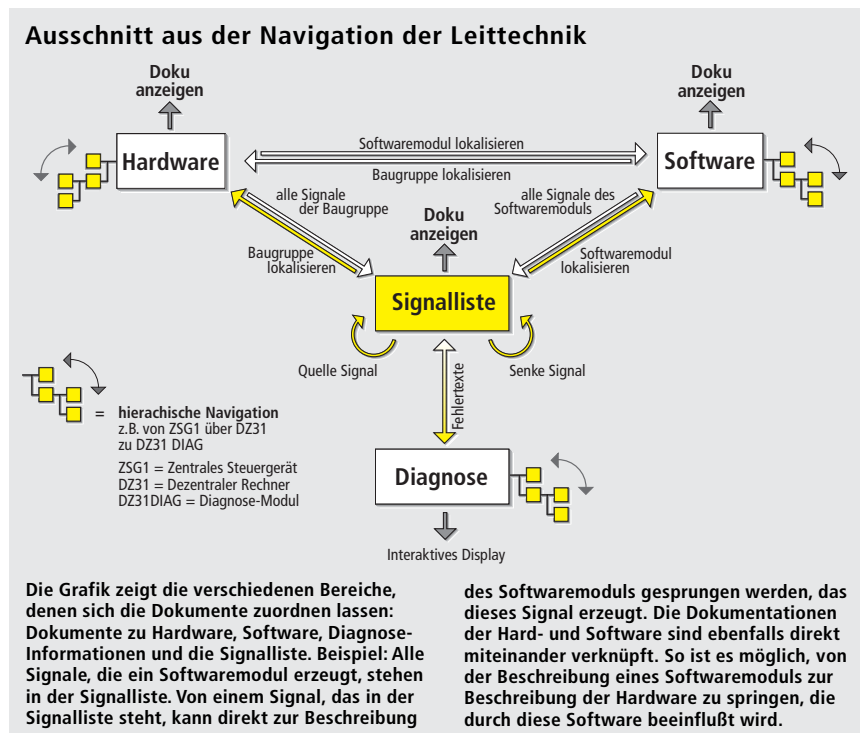 Ausschnitt aus der Navigation der Leittechnik
Doku
anzeigen
Doku
anzeigen
Hardware
Softwaremodul lokalisieren
Baugruppe lokalisieren
Software
alle Signale
der Baugruppe
Doku
anzeigen
alle Signale des
Softwaremoduls
Baugruppe
lokalisieren
Softwaremodul
lokalisieren
Signalliste
Quelle Signal
Senke Signal
Fehlertexte
= hierachische Navigation
z.B. von ZSG1 über DZ31
zu DZ31 DIAG
ZSG1 = Zentrales Steuergerät
DZ31 = Dezentraler Rechner
DZ31DIAG = Diagnose-Modul
Diagnose
Interaktives Display
Die Grafik zeigt die verschiedenen Bereiche,
denen sich die Dokumente zuordnen lassen:
Dokumente zu Hardware, Software, Diagnose-
Informationen und die Signalliste. Beispiel: Alle
Signale, die ein Softwaremodul erzeugt, stehen
in der Signalliste. Von einem Signal, das in der
Signalliste steht, kann direkt zur Beschreibung
des Softwaremoduls gesprungen werden, das
dieses Signal erzeugt. Die Dokumentationen
der Hard- und Software sind ebenfalls direkt
miteinander verknüpft. So ist es möglich, von
der Beschreibung eines Softwaremoduls zur
Beschreibung der Hardware zu springen, die
durch diese Software beeinflußt wird.